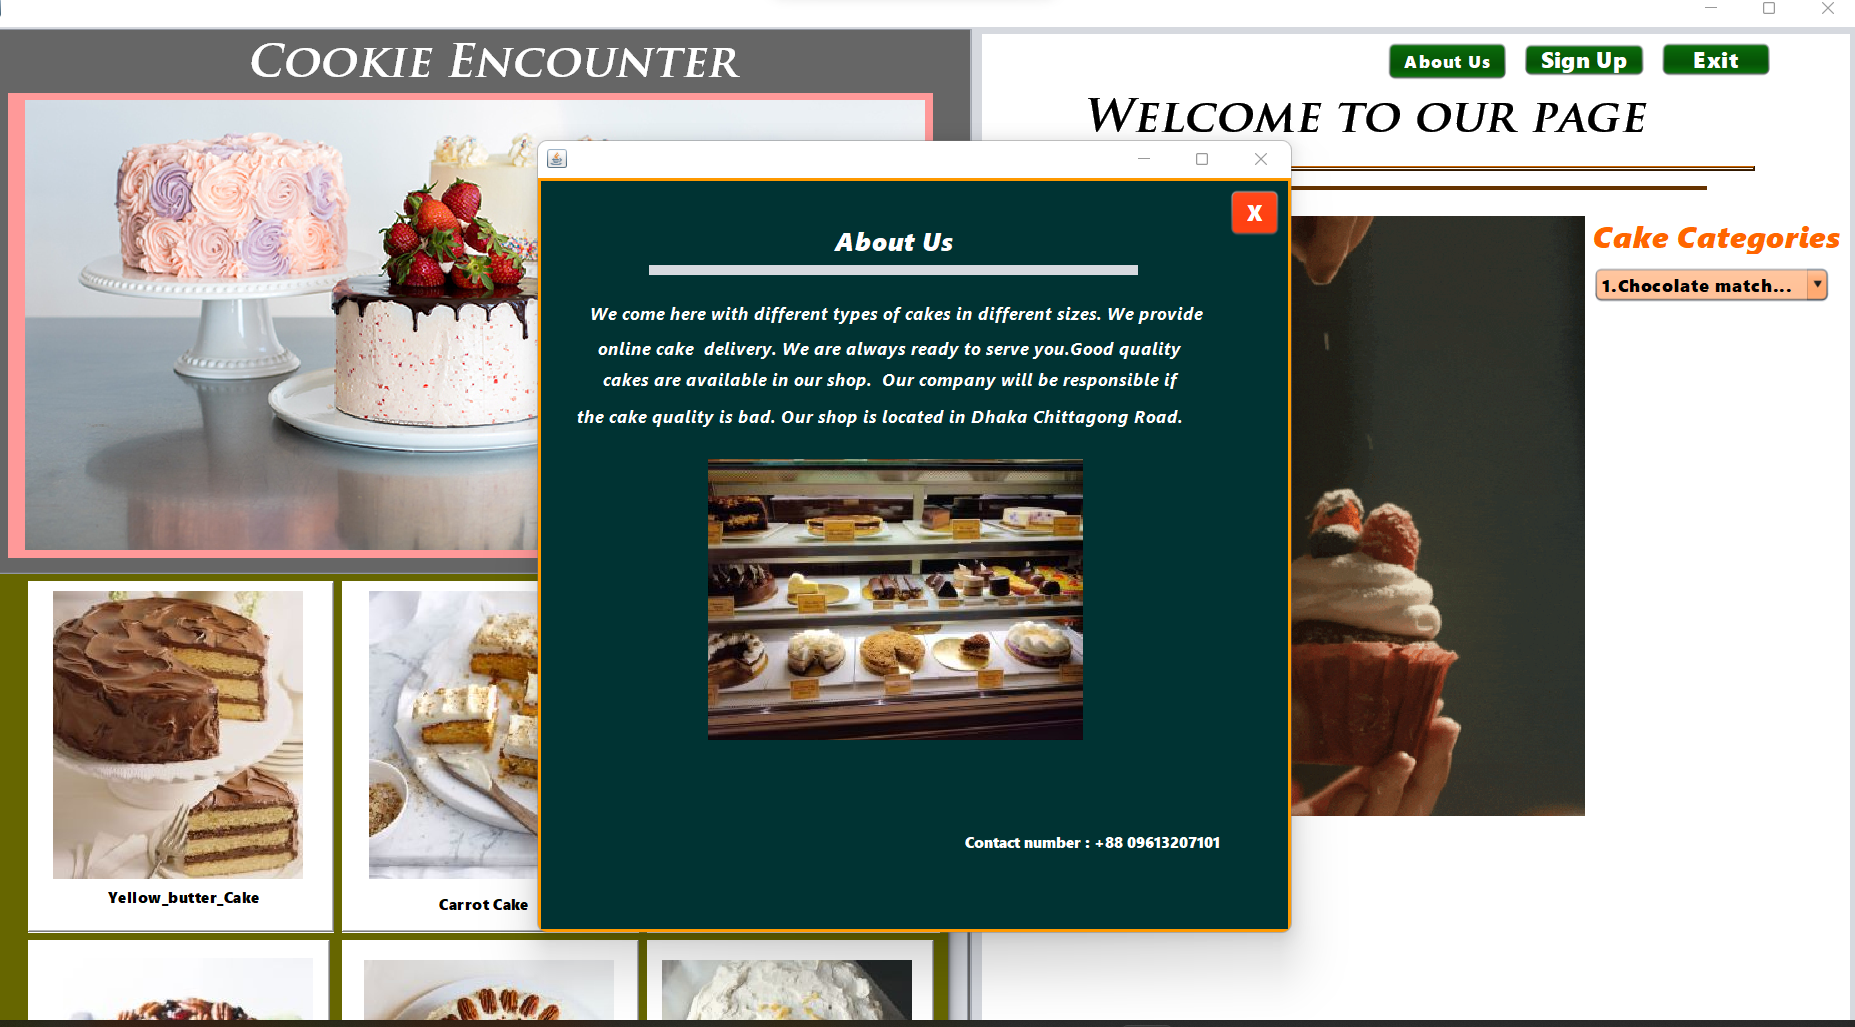 Cookie Encounter
About Us
Sign Up
Exit
Welcome to our page
Cake Categories
1.Chocolate match...
X
About Us
We come here with different types of cakes in different sizes. We provide
online cake  delivery. We are always ready to serve you.Good quality
cakes are available in our shop.  Our company will be responsible if
the cake quality is bad. Our shop is located in Dhaka Chittagong Road.
Contact number : +88 09613207101
Yellow_butter_Cake
Carrot Cake